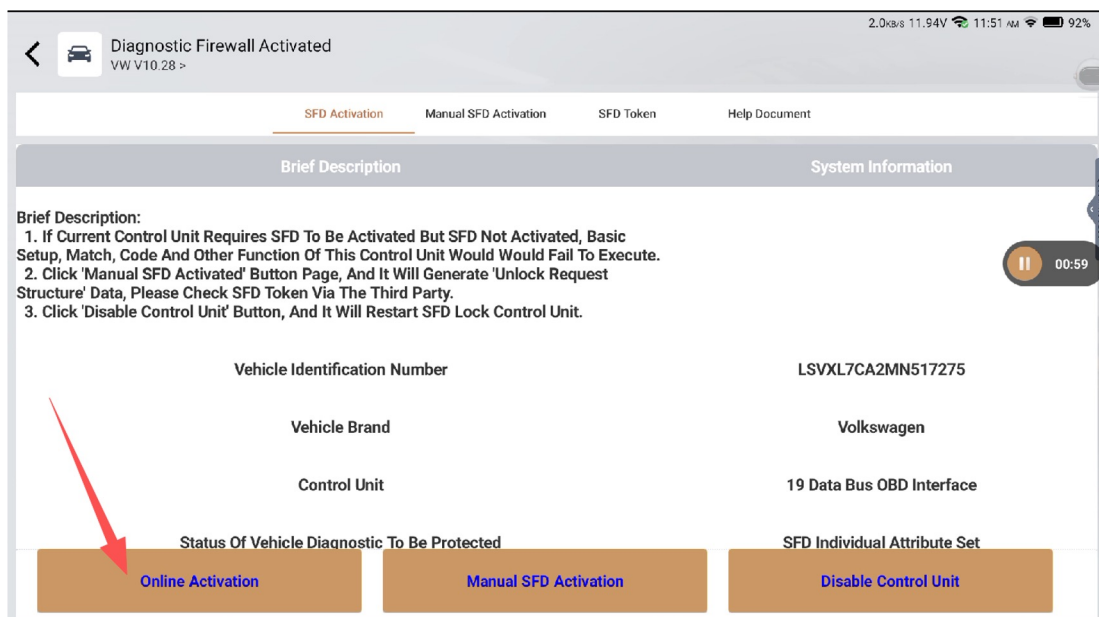 2.0KB/S 11.94V 11:51 AM 92%
Diagnostic Firewall Activated
VW V10.28 >
SFD Activation Manual SFD Activation SFD Token Help Document
Brief Description System Information
Brief Description:
1. If Current Control Unit Requires SFD To Be Activated But SFD Not Activated, Basic
Setup, Match, Code And Other Function Of This Control Unit Would Would Fail To Execute.
2. Click 'Manual SFD Activated' Button Page, And It Will Generate 'Unlock Request
Structure' Data, Please Check SFD Token Via The Third Party.
3. Click 'Disable Control Unit' Button, And It Will Restart SFD Lock Control Unit.
00:59
Vehicle Identification Number LSVXL7CA2MN517275
Vehicle Brand Volkswagen
Control Unit 19 Data Bus OBD Interface
Status Of Vehicle Diagnostic To Be Protected SFD Individual Attribute Set
Online Activation Manual SFD Activation Disable Control Unit